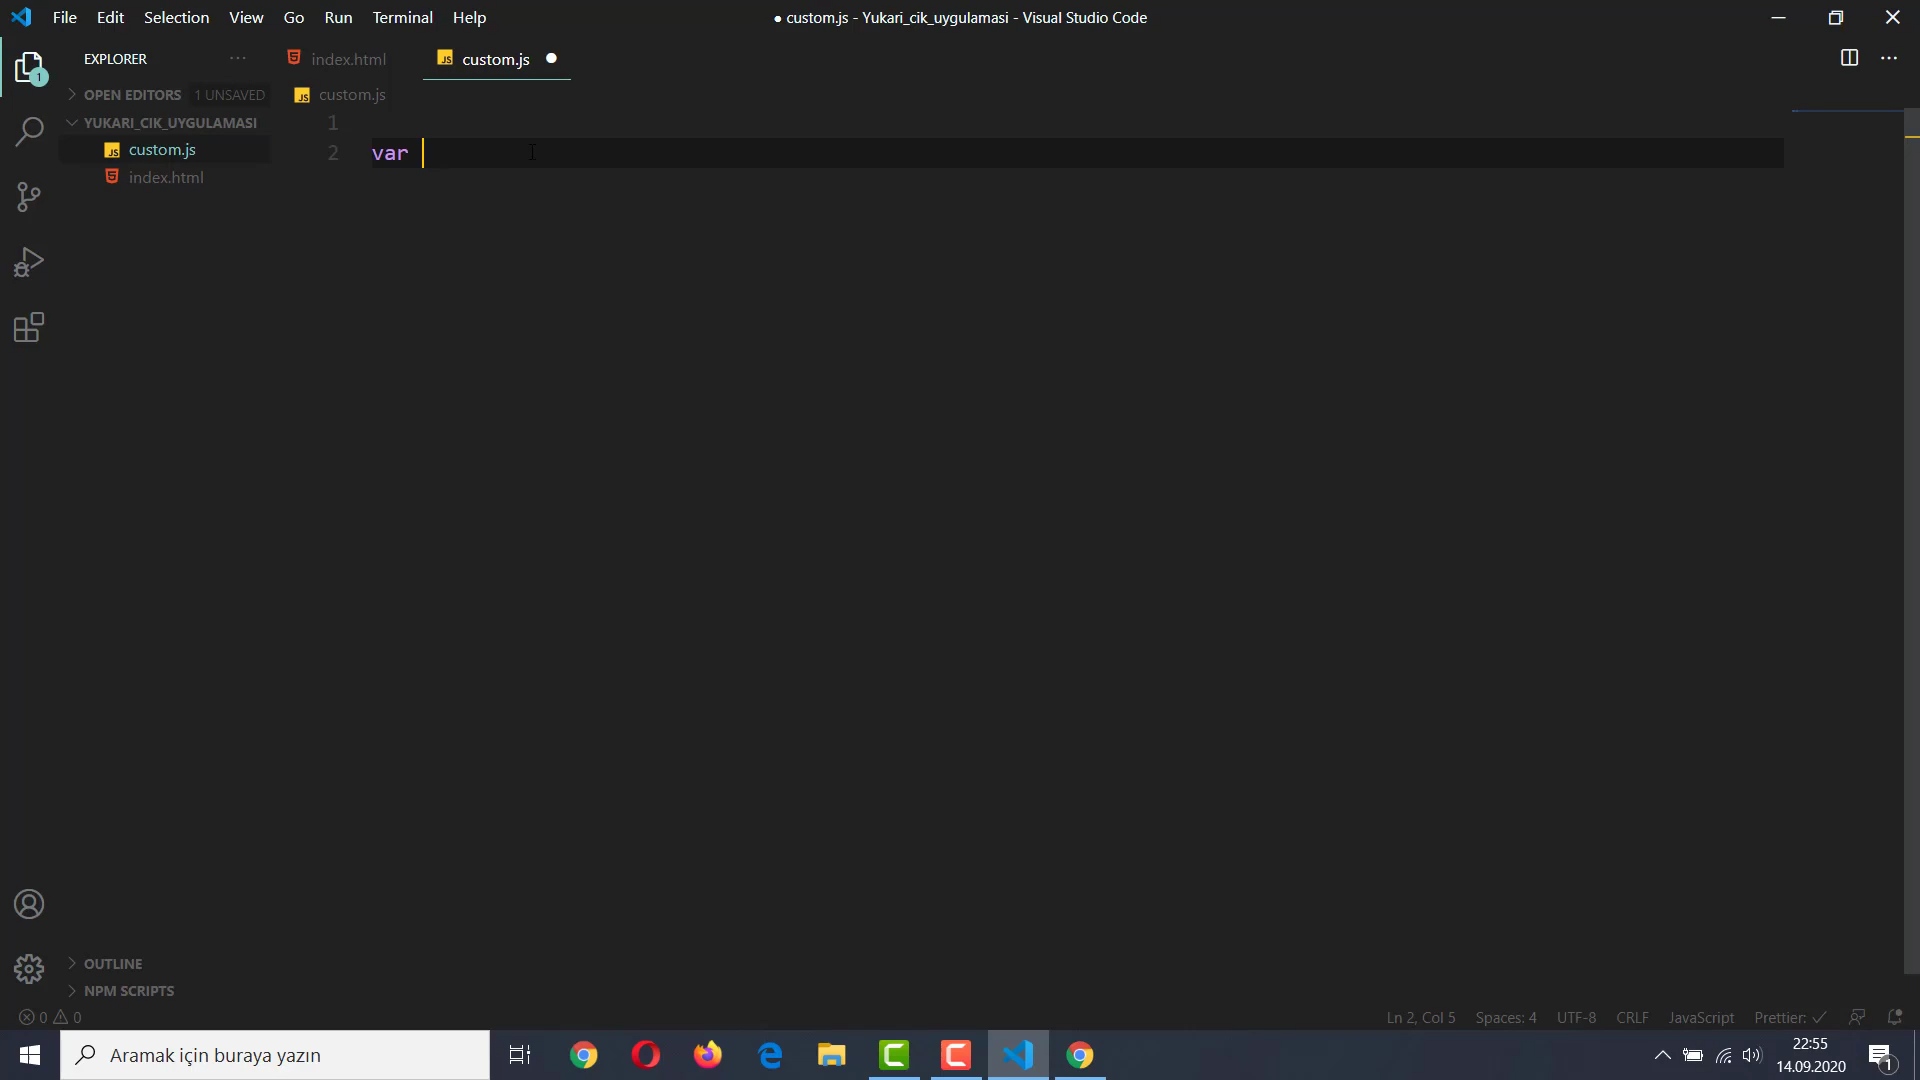 File Edit Selection View Go Run Terminal Help
● custom.js - Yukari_cik_uygulamasi - Visual Studio Code
EXPLORER
index.html
custom.js
OPEN EDITORS 1 UNSAVED
custom.js
YUKARI_CIK_UYGULAMASI
custom.js
index.html
1
2 var
1
OUTLINE
NPM SCRIPTS
0 0
Ln 2, Col 5 Spaces: 4 UTF-8 CRLF JavaScript Prettier: ✓
Aramak için buraya yazın
22:55
14.09.2020
1